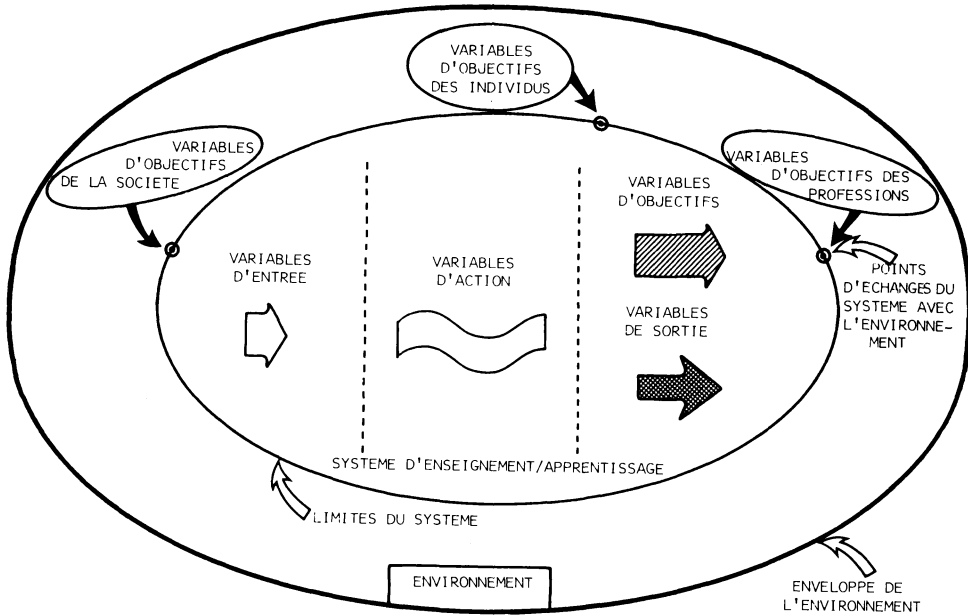 VARIABLES
D'OBJECTIFS
DES INDIVIDUS
VARIABLES
D'OBJECTIFS
DE LA SOCIETE
VARIABLES
D'OBJECTIFS DES
PROFESSIONS
VARIABLES
D'ENTREE
VARIABLES
D'ACTION
VARIABLES
D'OBJECTIFS
VARIABLES
DE SORTIE
POINTS
D'ECHANGES DU
SYSTEME AVEC
L'ENVIRONNE-
MENT
SYSTEME D'ENSEIGNEMENT/APPRENTISSAGE
LIMITES DU SYSTEME
ENVIRONNEMENT
ENVELOPPE DE
L'ENVIRONNEMENT